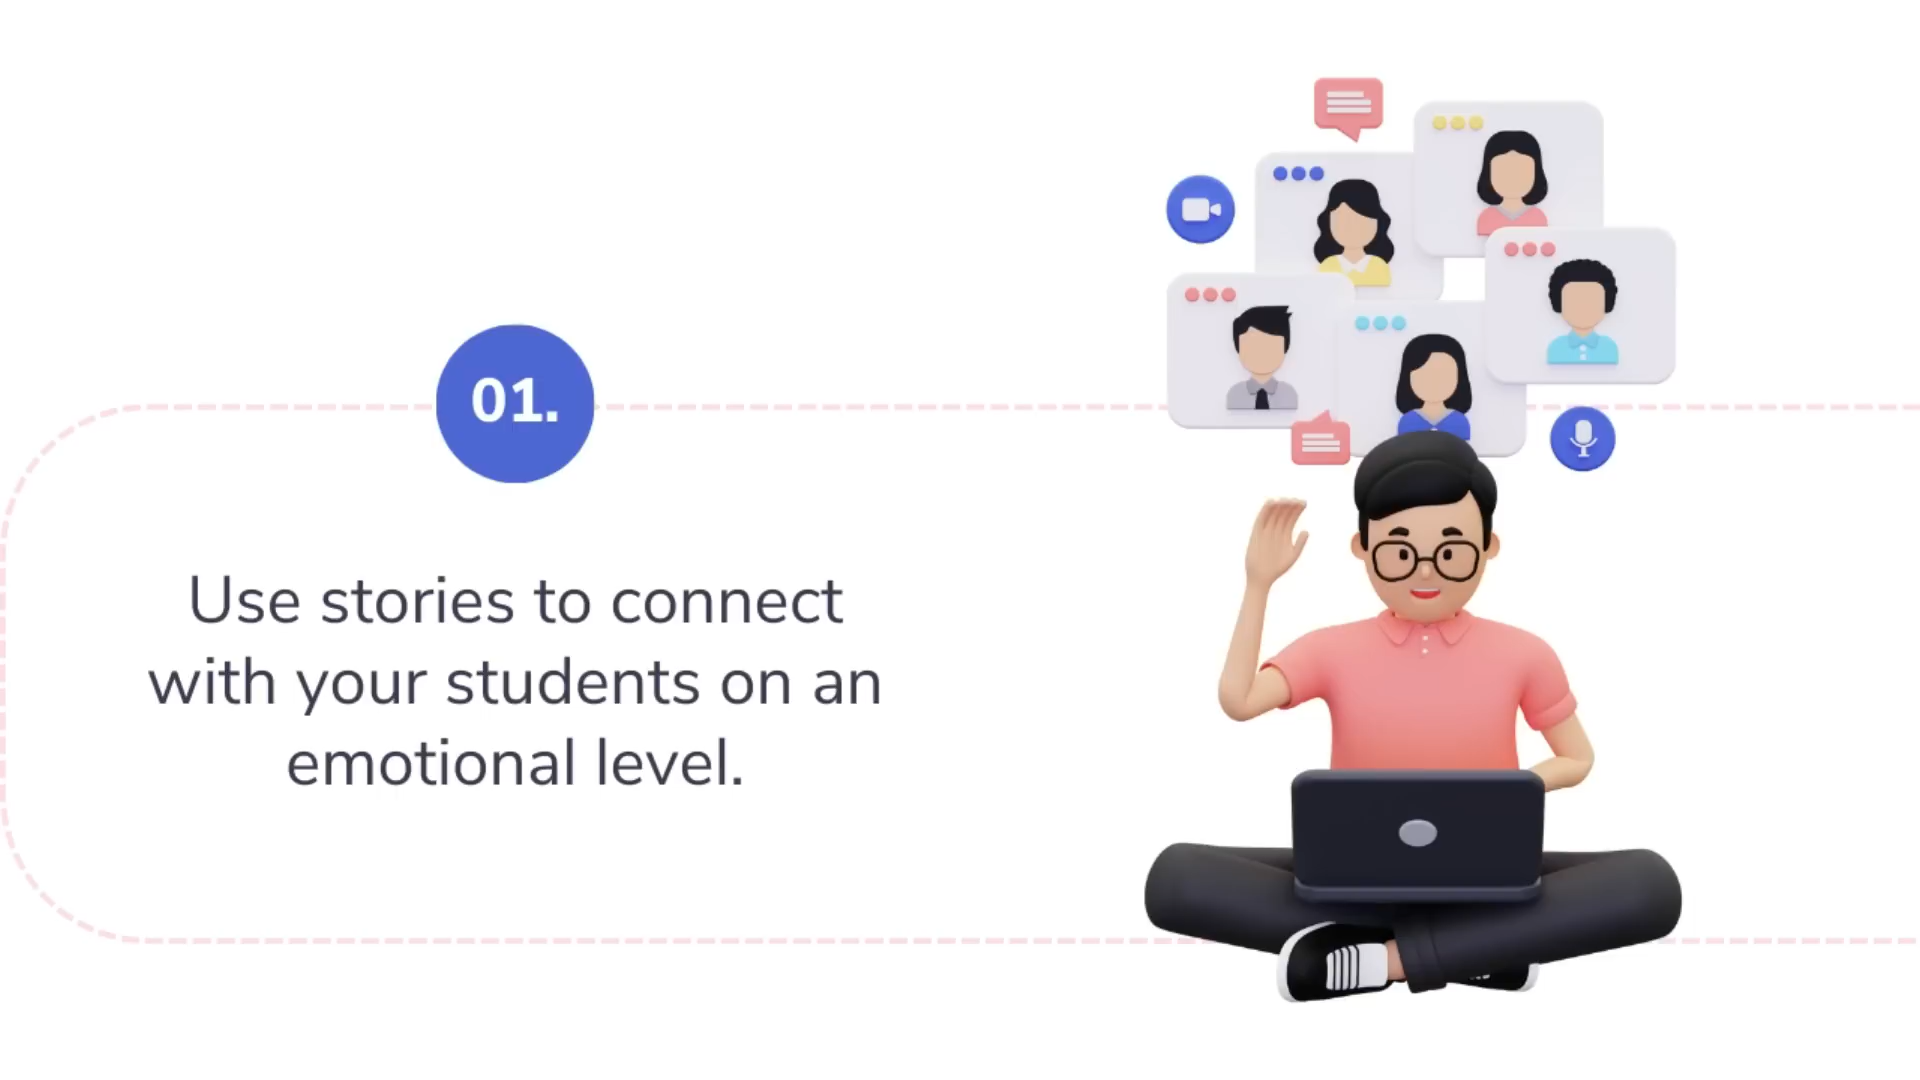 01.
Use stories to connect
with your students on an
emotional level.